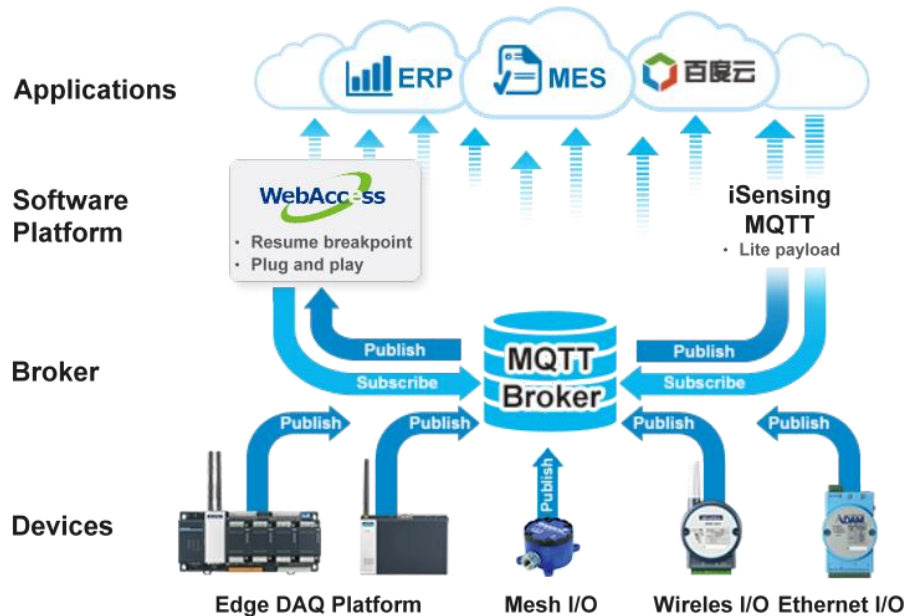 Applications
ERP
MES
百度云
Software
Platform
WebAccess
• Resume breakpoint
• Plug and play
iSensing
MQTT
• Lite payload
Broker
Publish
Subscribe
MQTT
Broker
Publish
Subscribe
Publish
Publish
Publish
Publish
Publish
Devices
ADAM
Edge DAQ Platform
Mesh I/O
Wireles I/O
Ethernet I/O